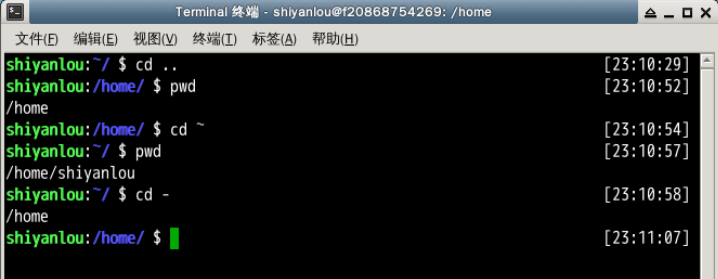 Terminal 终端 - shiyanlou@f20868754269: /home
文件(F) 编辑(E) 视图(V) 终端(T) 标签(A) 帮助(H)
shiyanlou:~/ $ cd .. [23:10:29]
shiyanlou:/home/ $ pwd [23:10:52]
/home
shiyanlou:/home/ $ cd ~ [23:10:54]
shiyanlou:~/ $ pwd [23:10:57]
/home/shiyanlou
shiyanlou:~/ $ cd - [23:10:58]
/home
shiyanlou:/home/ $ [23:11:07]